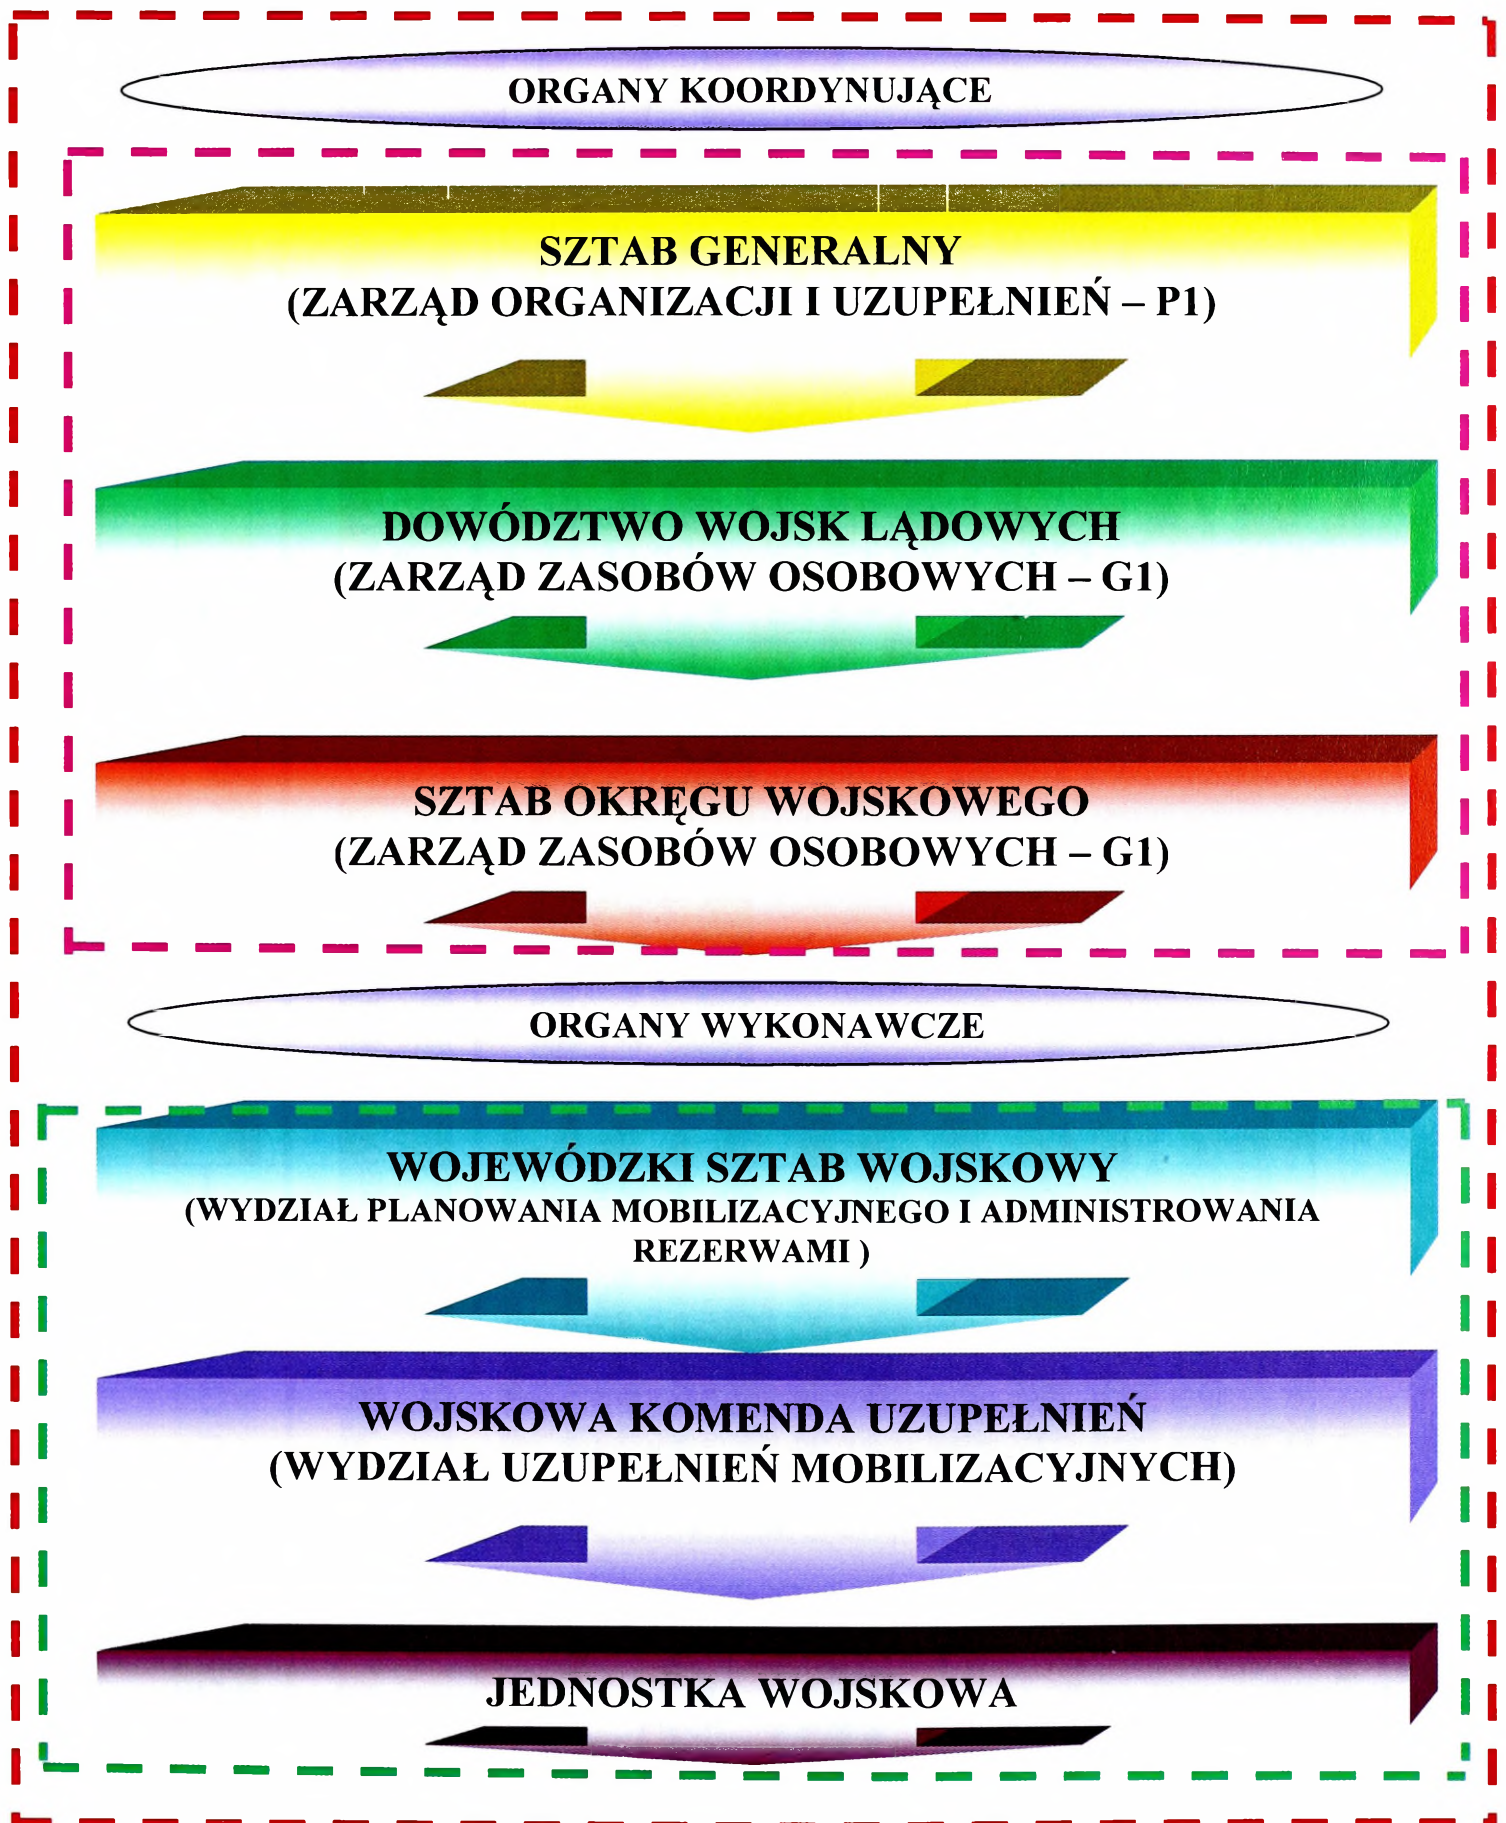 ORGANY KOORDYNUJĄCE
SZTAB GENERALNY
(ZARZĄD ORGANIZACJI I UZUPEŁNIEŃ – P1)
DOWÓDZTWO WOJSK LĄDOWYCH
(ZARZĄD ZASOBÓW OSOBOWYCH – G1)
SZTAB OKRĘGU WOJSKOWEGO
(ZARZĄD ZASOBÓW OSOBOWYCH – G1)
ORGANY WYKONAWCZE
WOJEWÓDZKI SZTAB WOJSKOWY
(WYDZIAŁ PLANOWANIA MOBILIZACYJNEGO I ADMINISTROWANIA
REZERWAMI )
WOJSKOWA KOMENDA UZUPEŁNIEŃ
(WYDZIAŁ UZUPEŁNIEŃ MOBILIZACYJNYCH)
JEDNOSTKA WOJSKOWA